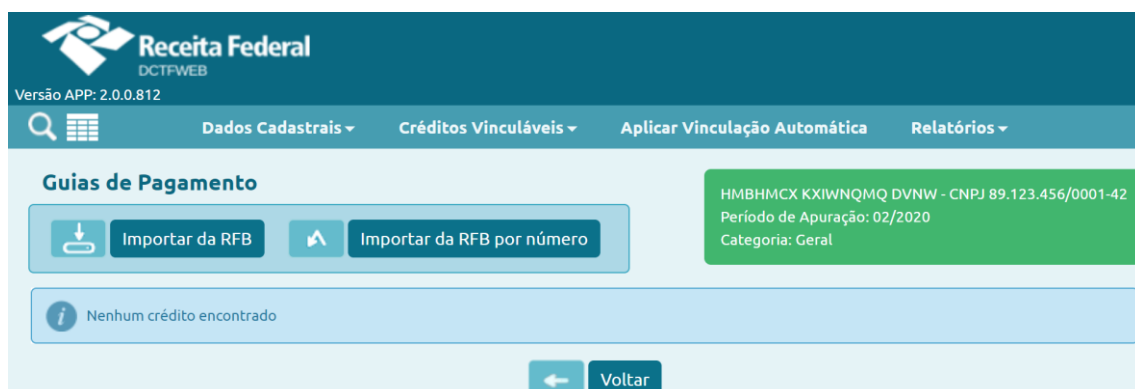 Receita Federal
DCTFWEB
Versão APP: 2.0.0.812
Dados Cadastrais Créditos Vinculáveis Aplicar Vinculação Automática Relatórios
Guias de Pagamento
HMBHMCX KXIWNQMQ DVNW - CNPJ 89.123.456/0001-42
Período de Apuração: 02/2020
Categoria: Geral
Importar da RFB Importar da RFB por número
Nenhum crédito encontrado
Voltar